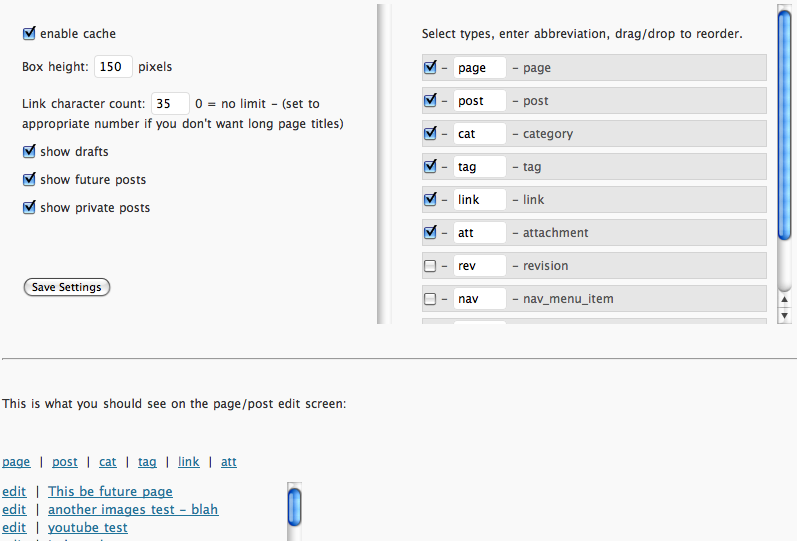 enable cache
Box height: 150 pixels
Link character count: 35 0 = no limit – (set to
appropriate number if you don't want long page titles)
show drafts
show future posts
show private posts
Save Settings
Select types, enter abbreviation, drag/drop to reorder.
– page – page
– post – post
– cat – category
– tag – tag
– link – link
– att – attachment
– rev – revision
– nav – nav_menu_item
This is what you should see on the page/post edit screen:
page | post | cat | tag | link | att
edit | This be future page
edit | another images test – blah
edit | youtube test